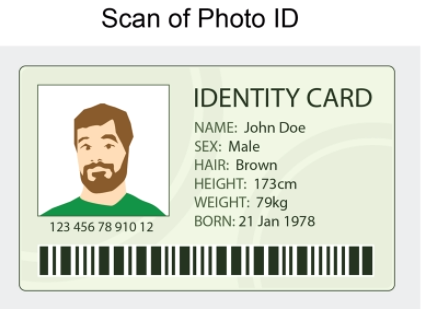 Scan of Photo ID
IDENTITY CARD
NAME: John Doe
SEX: Male
HAIR: Brown
HEIGHT: 173cm
WEIGHT: 79kg
BORN: 21 Jan 1978
123 456 78 910 12